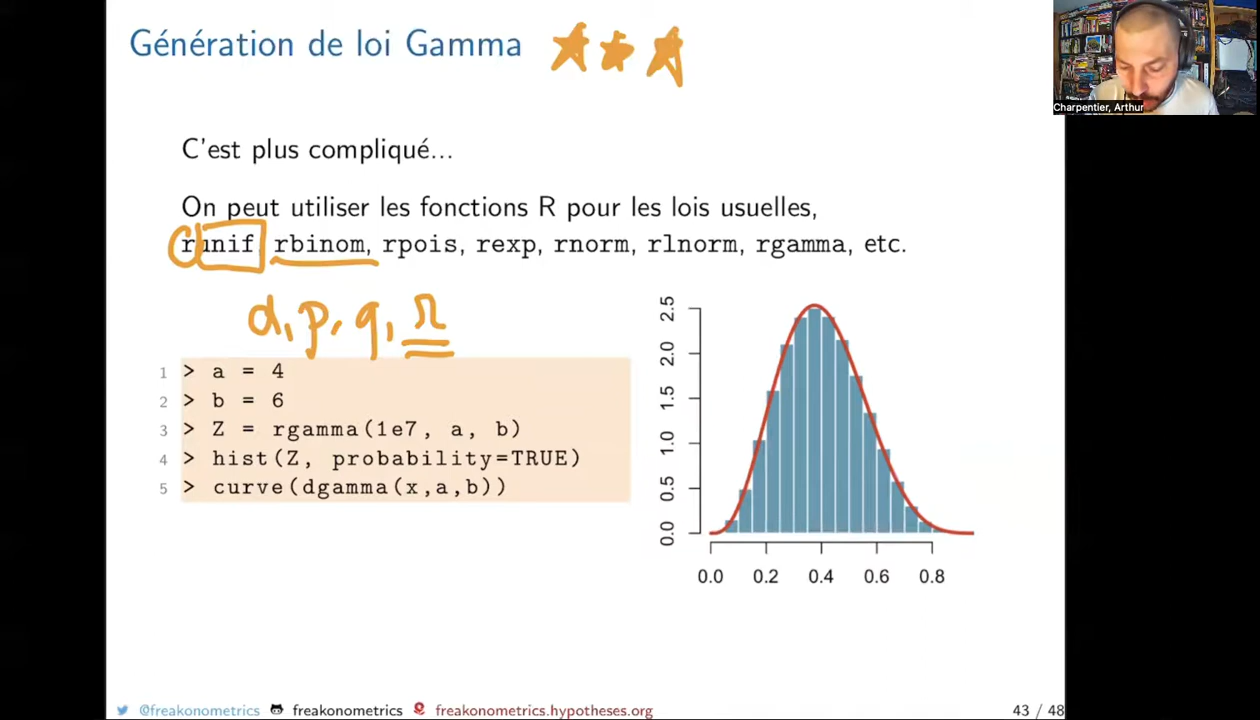 Génération de loi Gamma
Charpentier, Arthur
C'est plus compliqué...
On peut utiliser les fonctions R pour les lois usuelles,
runif, rbinom, rpois, rexp, rnorm, rlnorm, rgamma, etc.
d, p, q, r
1 > a = 4
2 > b = 6
3 > Z = rgamma(1e7, a, b)
4 > hist(Z, probability=TRUE)
5 > curve(dgamma(x,a,b))
2.5
2.0
1.5
1.0
0.5
0.0
0.0 0.2 0.4 0.6 0.8
@freakonometrics freakonometrics freakonometrics.hypotheses.org 43 / 48